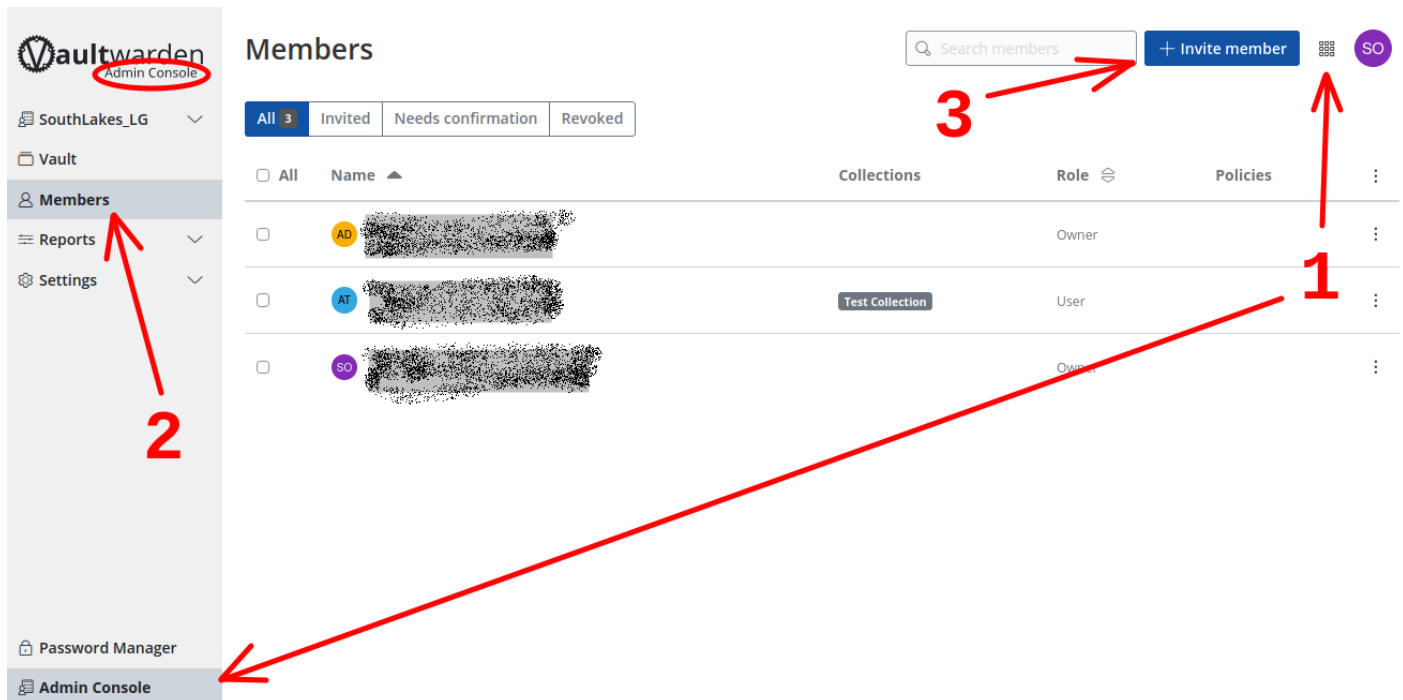 Vaultwarden
Admin Console
SouthLakes_LG
Vault
Members
Reports
Settings
Password Manager
Admin Console
Members
Search members
+ Invite member
SO
3
All 3
Invited
Needs confirmation
Revoked
All
Name
Collections
Role
Policies
AD
Owner
1
AT
Test Collection
User
SO
Owner
2